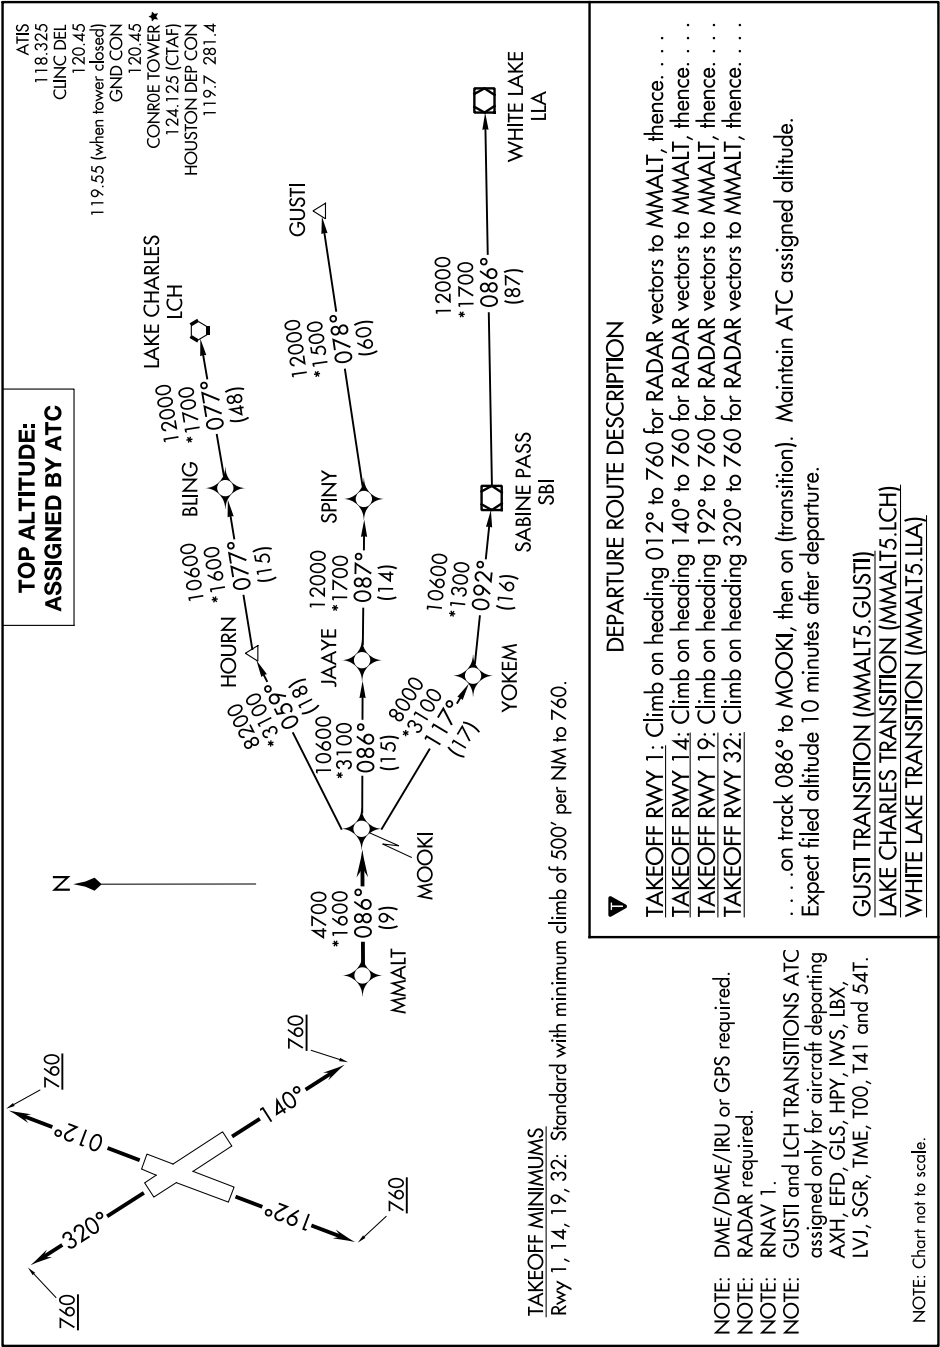 TOP ALTITUDE:
ASSIGNED BY ATC
ATIS
118.325
CLNC DEL
120.45
119.55 (when tower closed)
GND CON
120.45
CONROE TOWER ★
124.125 (CTAF)
HOUSTON DEP CON
119.7 281.4
N
320°
012°
140°
192°
760
760
760
760
MMALT
4700
*1600
086°
(9)
MOOKI
8200
*3100
059°
(18)
HOURN
10600
*1600
077°
(15)
BLING
12000
*1700
077°
(48)
LAKE CHARLES
LCH
10600
*3100
086°
(15)
JAAYE
12000
*1700
087°
(14)
SPINY
12000
*1500
078°
(60)
GUSTI
8000
*3100
117°
(17)
YOKEM
10600
*1300
092°
(16)
SABINE PASS
SBI
12000
*1700
086°
(87)
WHITE LAKE
LLA
TAKEOFF MINIMUMS
Rwy 1, 14, 19, 32: Standard with minimum climb of 500' per NM to 760.
NOTE: DME/DME/IRU or GPS required.
NOTE: RADAR required.
NOTE: RNAV 1.
NOTE: GUSTI and LCH TRANSITIONS ATC
assigned only for aircraft departing
AXH, EFD, GLS, HPY, IWS, LBX,
LVJ, SGR, TME, T00, T41 and 54T.
NOTE: Chart not to scale.
T
DEPARTURE ROUTE DESCRIPTION
TAKEOFF RWY 1: Climb on heading 012° to 760 for RADAR vectors to MMALT, thence. . . .
TAKEOFF RWY 14: Climb on heading 140° to 760 for RADAR vectors to MMALT, thence. . . .
TAKEOFF RWY 19: Climb on heading 192° to 760 for RADAR vectors to MMALT, thence. . . .
TAKEOFF RWY 32: Climb on heading 320° to 760 for RADAR vectors to MMALT, thence. . . .
. . . .on track 086° to MOOKI, then on (transition). Maintain ATC assigned altitude.
Expect filed altitude 10 minutes after departure.
GUSTI TRANSITION (MMALT5.GUSTI)
LAKE CHARLES TRANSITION (MMALT5.LCH)
WHITE LAKE TRANSITION (MMALT5.LLA)